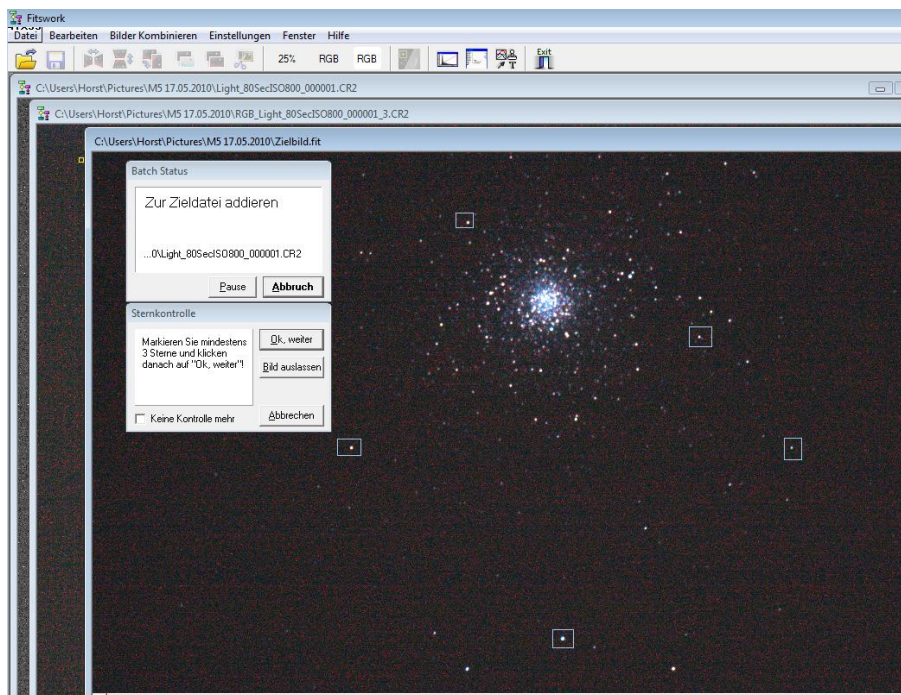 Fitswork
Datei Bearbeiten Bilder Kombinieren Einstellungen Fenster Hilfe
25% RGB RGB Exit
C:\Users\Horst\Pictures\M5 17.05.2010\Light_80SecISO800_000001.CR2
C:\Users\Horst\Pictures\M5 17.05.2010\RGB_Light_80SecISO800_000001_3.CR2
C:\Users\Horst\Pictures\M5 17.05.2010\Zielbild.fit
Batch Status
Zur Zieldatei addieren
...0\Light_80SecISO800_000001.CR2
Pause Abbruch
Sternkontrolle
Markieren Sie mindestens
3 Sterne und klicken
danach auf "Ok, weiter"!
Ok, weiter
Bild auslassen
Keine Kontrolle mehr
Abbrechen